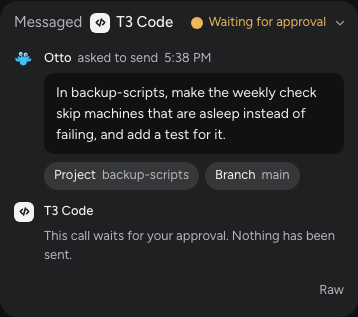 Messaged T3 Code Waiting for approval
Otto asked to send 5:38 PM
In backup-scripts, make the weekly check
skip machines that are asleep instead of
failing, and add a test for it.
Project backup-scripts Branch main
T3 Code
This call waits for your approval. Nothing has been
sent.
Raw